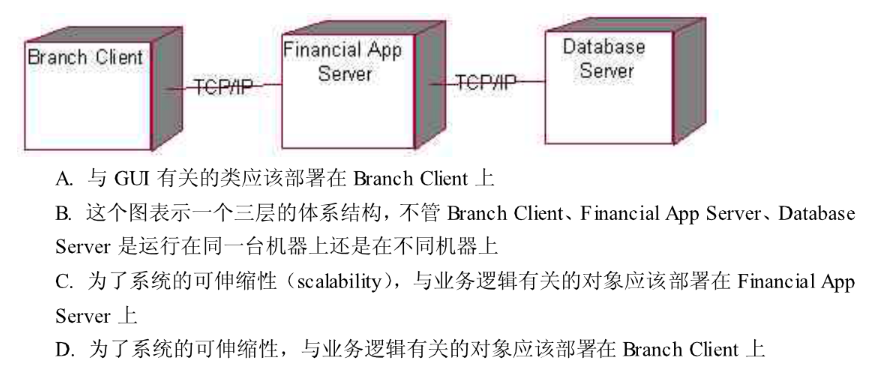 Branch Client
Financial App
Server
Database
Server
TCP/IP
TCP/IP
A. 与 GUI 有关的类应该部署在 Branch Client 上
B. 这个图表示一个三层的体系结构，不管 Branch Client、Financial App Server、Database
Server 是运行在同一台机器上还是在不同机器上
C. 为了系统的可伸缩性（scalability），与业务逻辑有关的对象应该部署在 Financial App
Server 上
D. 为了系统的可伸缩性，与业务逻辑有关的对象应该部署在 Branch Client 上